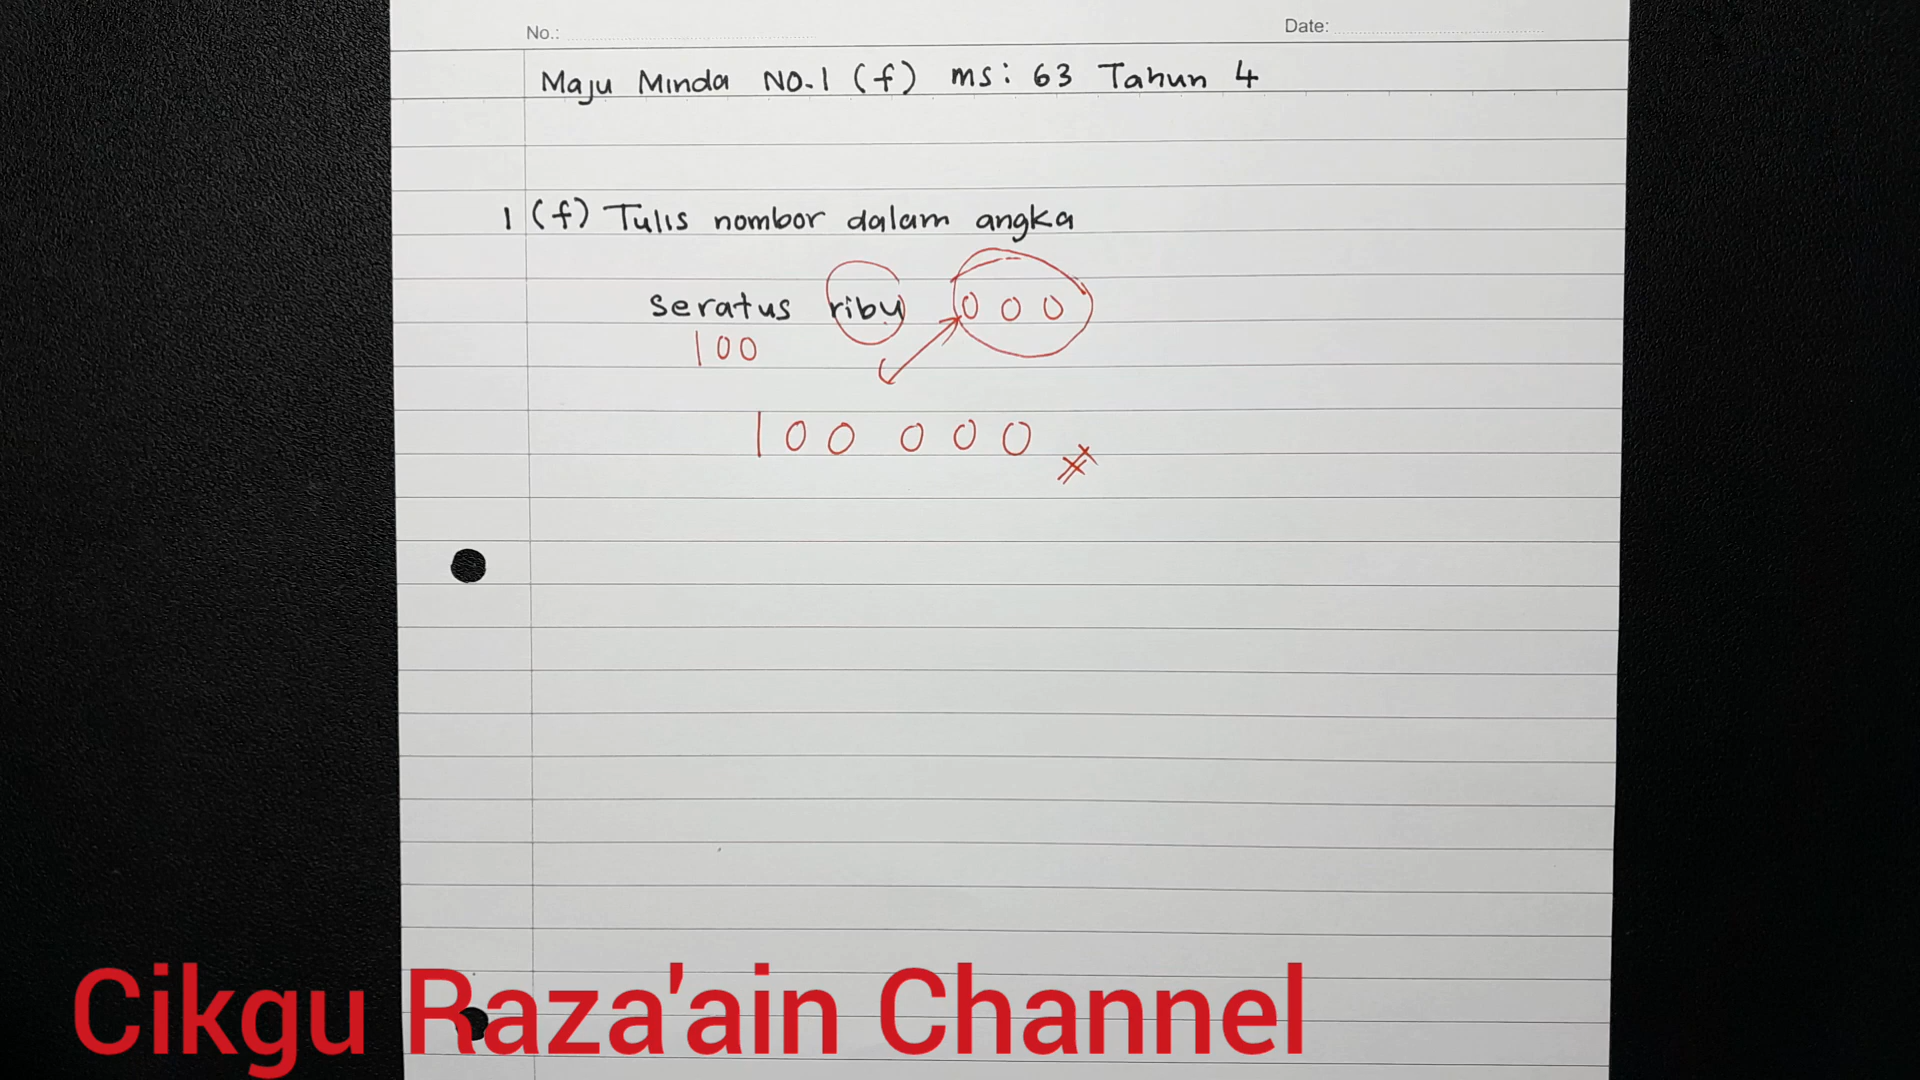 No.: Date:
Maju Minda NO.1 (f) ms: 63 Tahun 4
1 (f) Tulis nombor dalam angka
seratus ribu 000
100
100 000 #
Cikgu Raza'ain Channel